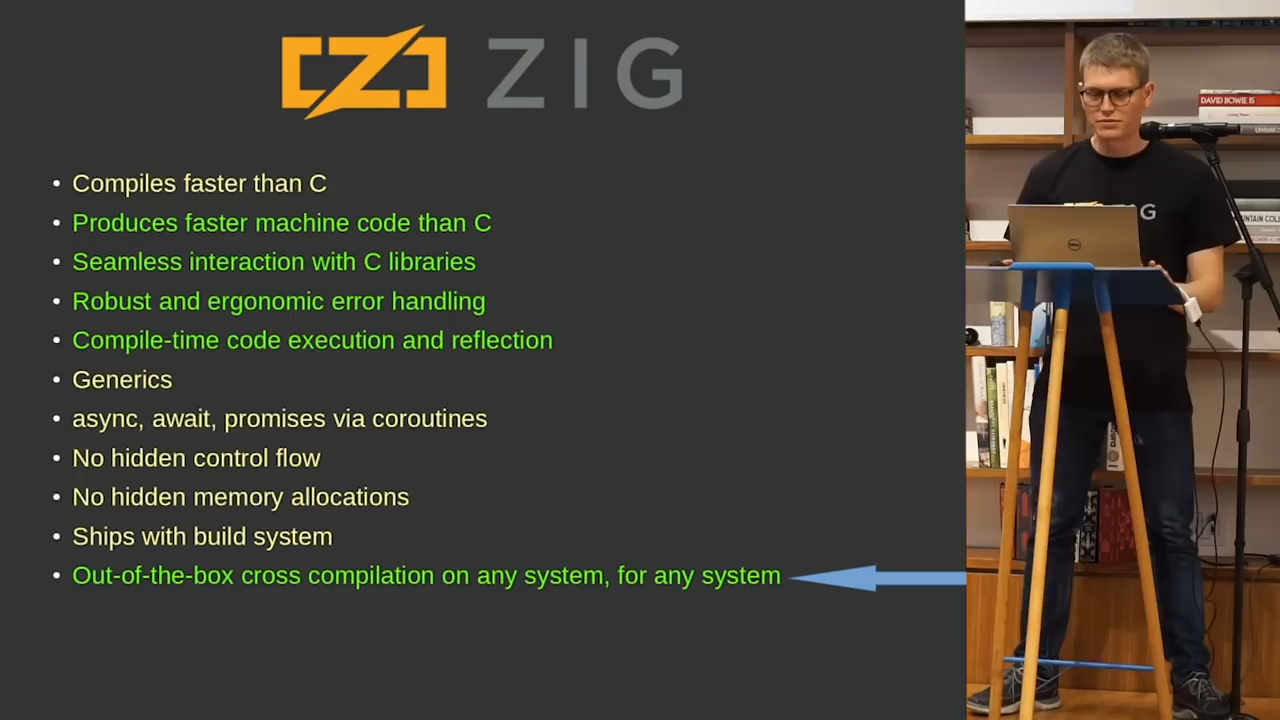 ZIG
Compiles faster than C
Produces faster machine code than C
Seamless interaction with C libraries
Robust and ergonomic error handling
Compile-time code execution and reflection
Generics
async, await, promises via coroutines
No hidden control flow
No hidden memory allocations
Ships with build system
Out-of-the-box cross compilation on any system, for any system
DAVID BOWIE IS
G
DELL